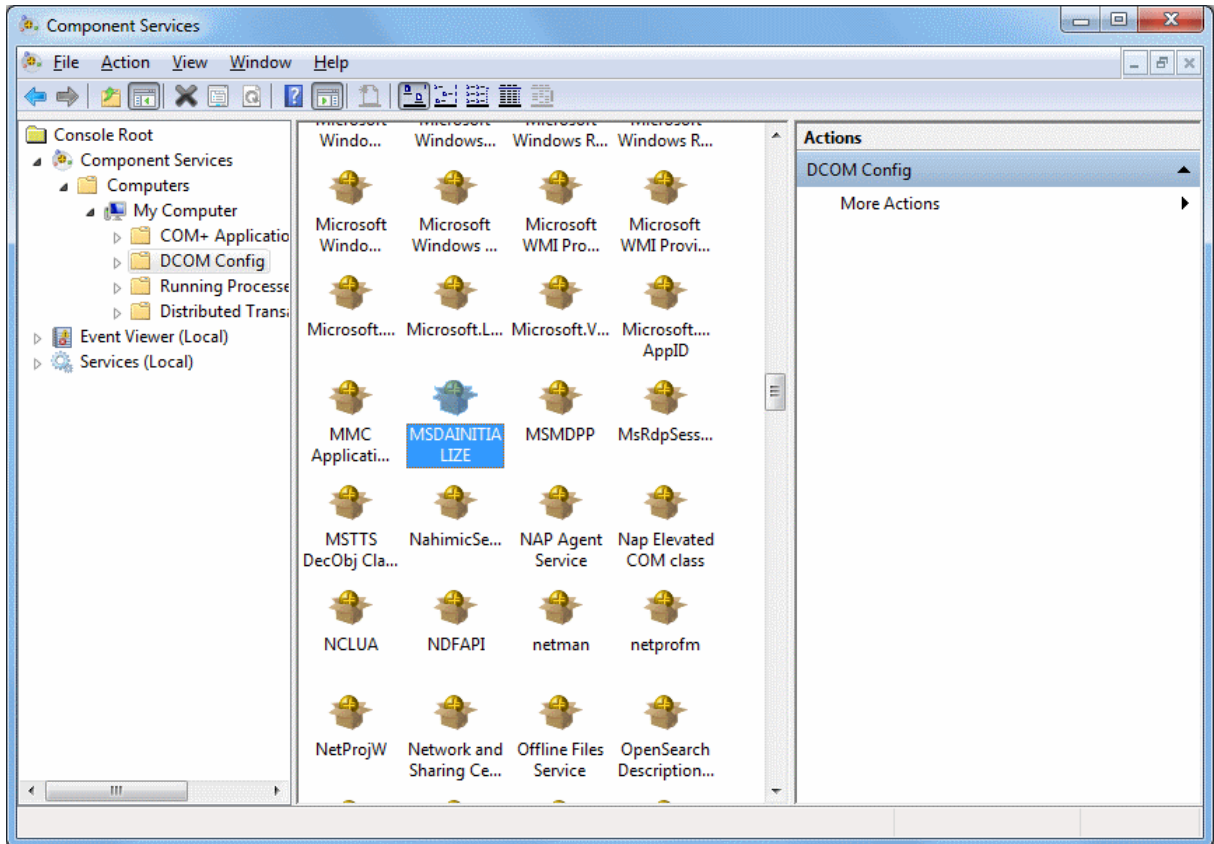 Component Services
File Action View Window Help
Console Root
Component Services
Computers
My Computer
COM+ Applicatio
DCOM Config
Running Processe
Distributed Transa
Event Viewer (Local)
Services (Local)
Microsoft Microsoft Microsoft Microsoft
Windo... Windows... Windows R... Windows R...
Microsoft Microsoft Microsoft Microsoft
Windo... Windows ... WMI Pro... WMI Provi...
Microsoft.... Microsoft.L... Microsoft.V... Microsoft....
AppID
MMC MSDAINITIA MSMDPP MsRdpSess...
Applicati... LIZE
MSTTS NahimicSe... NAP Agent Nap Elevated
DecObj Cla... Service COM class
NCLUA NDFAPI netman netprofm
NetProjW Network and Offline Files OpenSearch
Sharing Ce... Service Description...
Actions
DCOM Config
More Actions